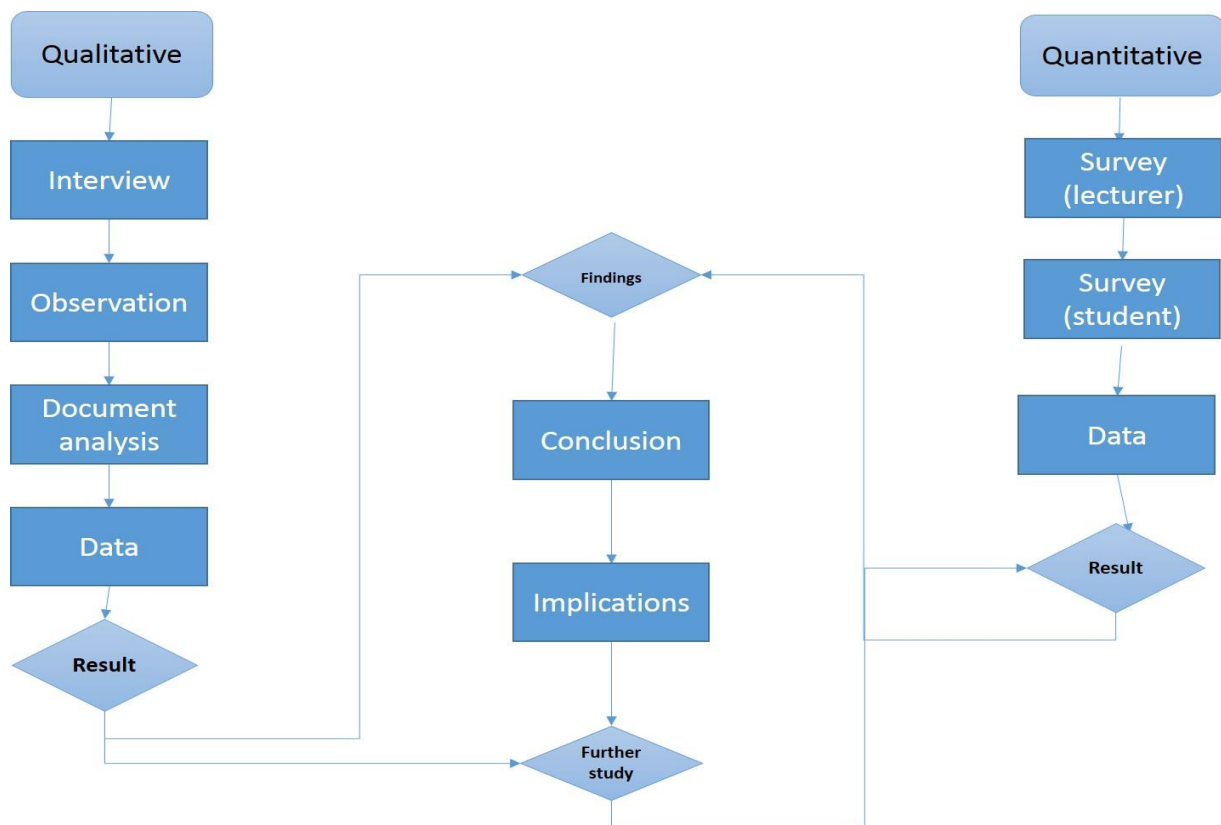 Qualitative
Interview
Observation
Document
analysis
Data
Result
Findings
Conclusion
Implications
Further
study
Quantitative
Survey
(lecturer)
Survey
(student)
Data
Result